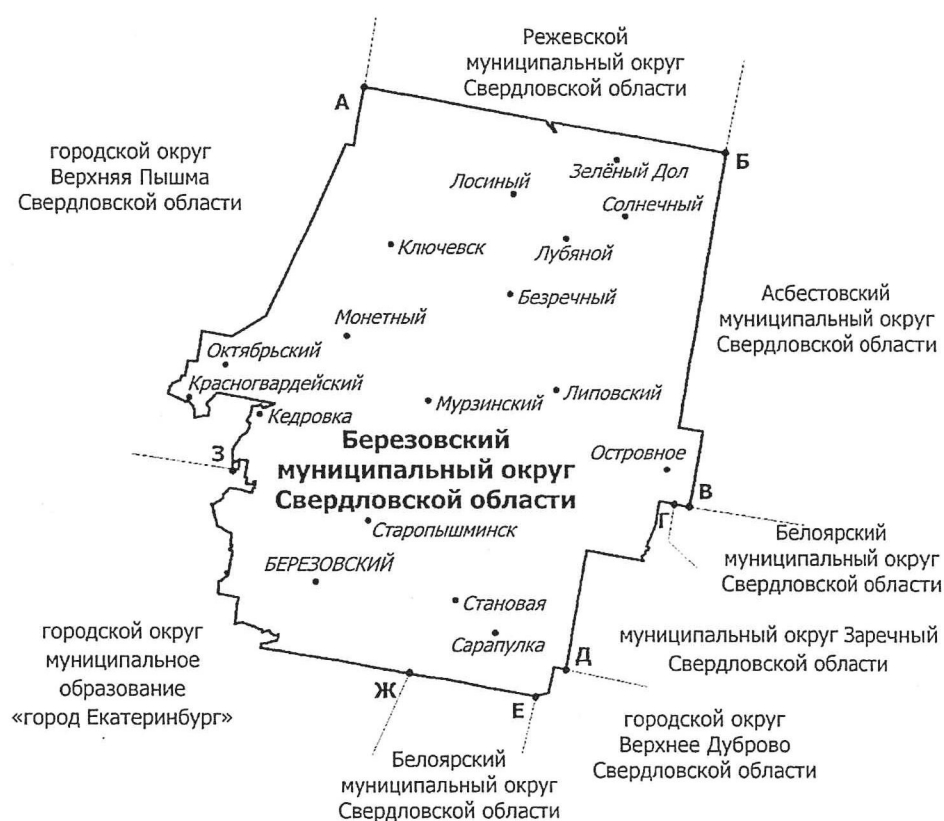 Режевской
муниципальный округ
Свердловской области
А
Б
городской округ
Верхняя Пышма
Свердловской области
Зелёный Дол
Лосиный
Солнечный
Ключевск
Лубяной
Безречный
Асбестовский
муниципальный округ
Свердловской области
Монетный
Октябрьский
Красногвардейский
Липовский
Мурзинский
Кедровка
Березовский
муниципальный округ
Свердловской области
З
Островное
В
Г
Старопышминск
Белоярский
муниципальный округ
Свердловской области
БЕРЕЗОВСКИЙ
Становая
Сарапулка
городской округ
муниципальное
образование
«город Екатеринбург»
муниципальный округ Заречный
Свердловской области
Д
Ж
Е
городской округ
Верхнее Дуброво
Свердловской области
Белоярский
муниципальный округ
Свердловской области